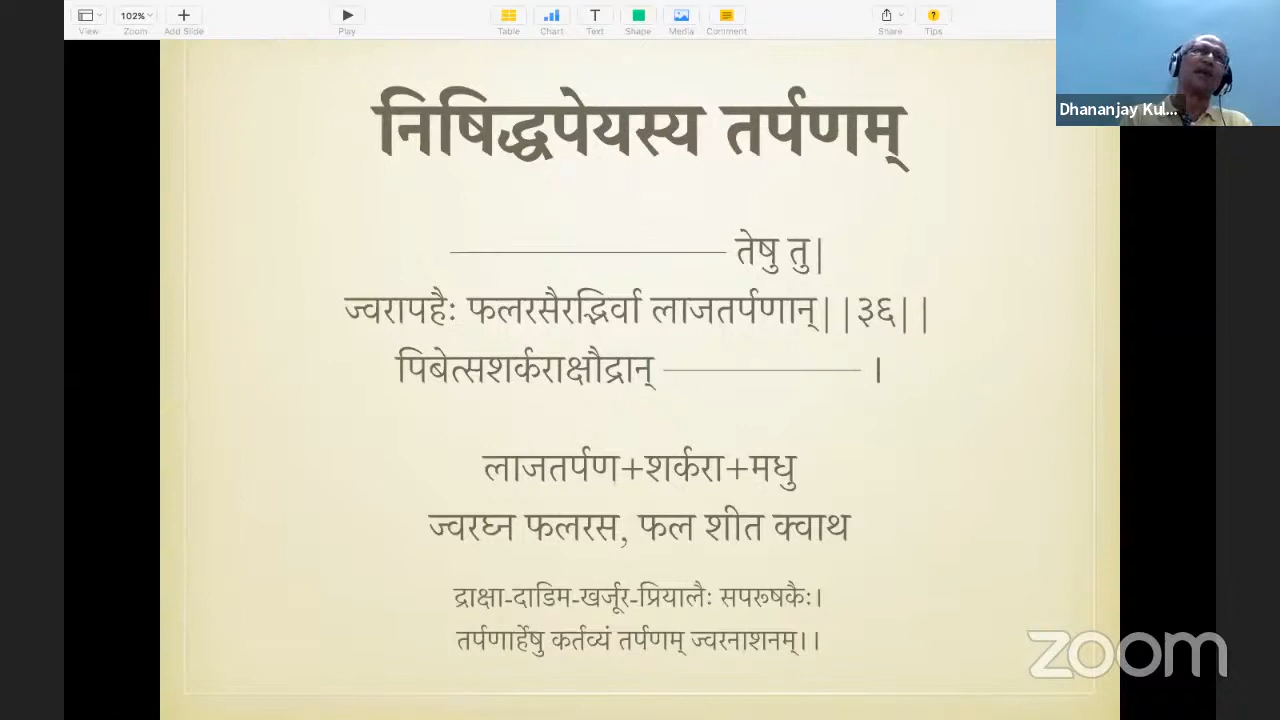 View
102%
Zoom
Add Slide
Play
Table
Chart
Text
Shape
Media
Comment
Share
Tips
Dhananjay Kul...
निषिद्धपेयस्य तर्पणम्
तेषु तु|
ज्वरापहैः फलरसैरद्भिर्वा लाजतर्पणान्||३६||
पिबेत्सशर्कराक्षौद्रान् ।
लाजतर्पण+शर्करा+मधु
ज्वरघ्न फलरस, फल शीत क्वाथ
द्राक्षा-दाडिम-खर्जूर-प्रियालैः सपरूषकैः।
तर्पणार्हेषु कर्तव्यं तर्पणम् ज्वरनाशनम्।।
zoom